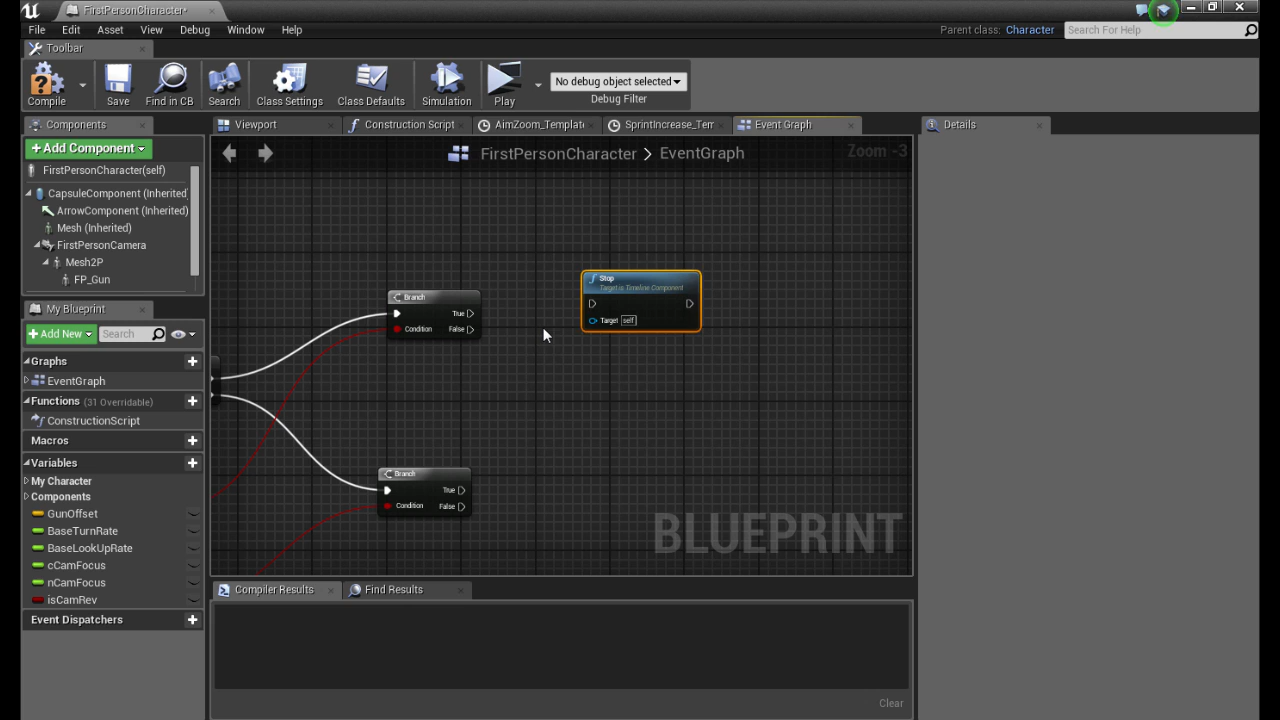 FirstPersonCharacter*
File Edit Asset View Debug Window Help
Parent class: Character Search For Help
Toolbar
Compile Save Find in CB Search Class Settings Class Defaults Simulation Play
No debug object selected
Debug Filter
Components
Viewport Construction Script AimZoom_Templat SprintIncrease_Tem Event Graph
Details
+Add Component
FirstPersonCharacter > EventGraph
Zoom -3
FirstPersonCharacter(self)
CapsuleComponent (Inherited)
ArrowComponent (Inherited)
Mesh (Inherited)
FirstPersonCamera
Mesh2P
FP_Gun
Stop
Target is Timeline Component
Target self
Branch
True
Condition False
Branch
True
Condition False
BLUEPRINT
My Blueprint
+Add New Search
Graphs
EventGraph
Functions (31 Overridable)
ConstructionScript
Macros
Variables
My Character
Components
GunOffset
BaseTurnRate
BaseLookUpRate
cCamFocus
nCamFocus
isCamRev
Event Dispatchers
Compiler Results Find Results
Clear